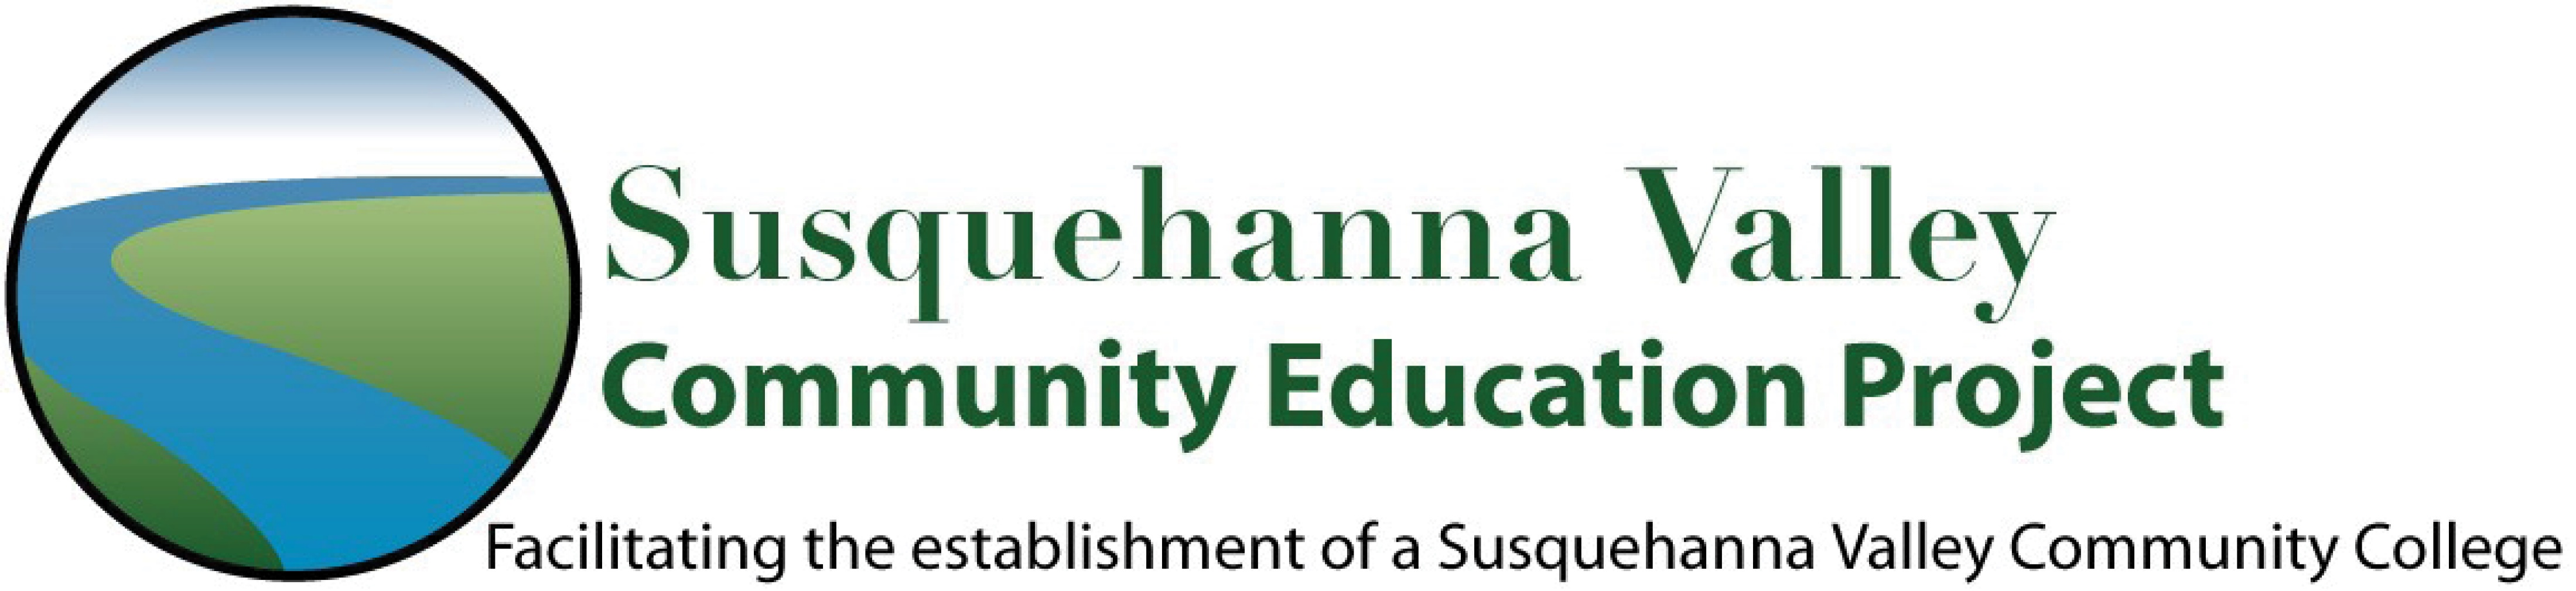 Susquehanna Valley
Community Education Project
Facilitating the establishment of a Susquehanna Valley Community College